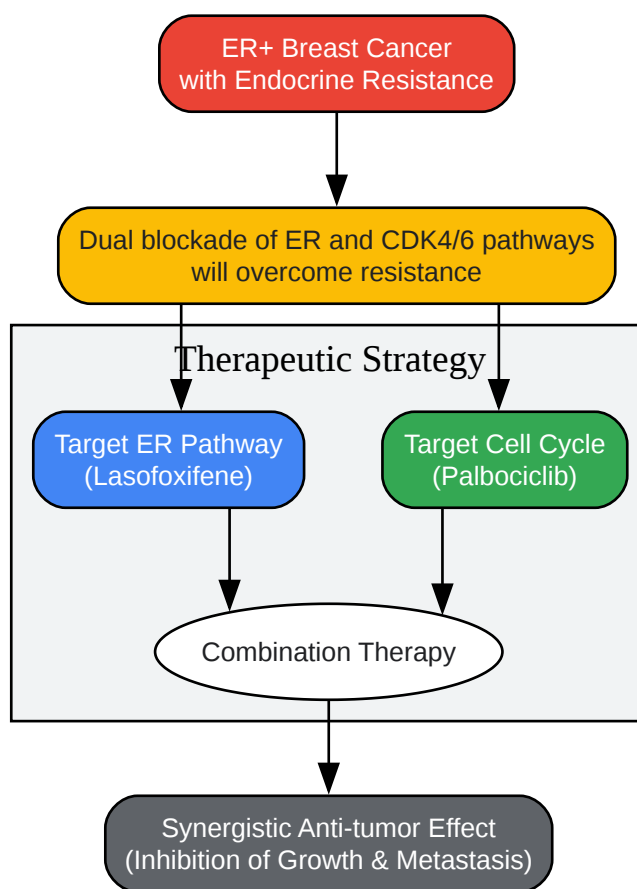 ER+ Breast Cancer
with Endocrine Resistance
Dual blockade of ER and CDK4/6 pathways
will overcome resistance
Therapeutic Strategy
Target ER Pathway
(Lasofoxifene)
Target Cell Cycle
(Palbociclib)
Combination Therapy
Synergistic Anti-tumor Effect
(Inhibition of Growth & Metastasis)